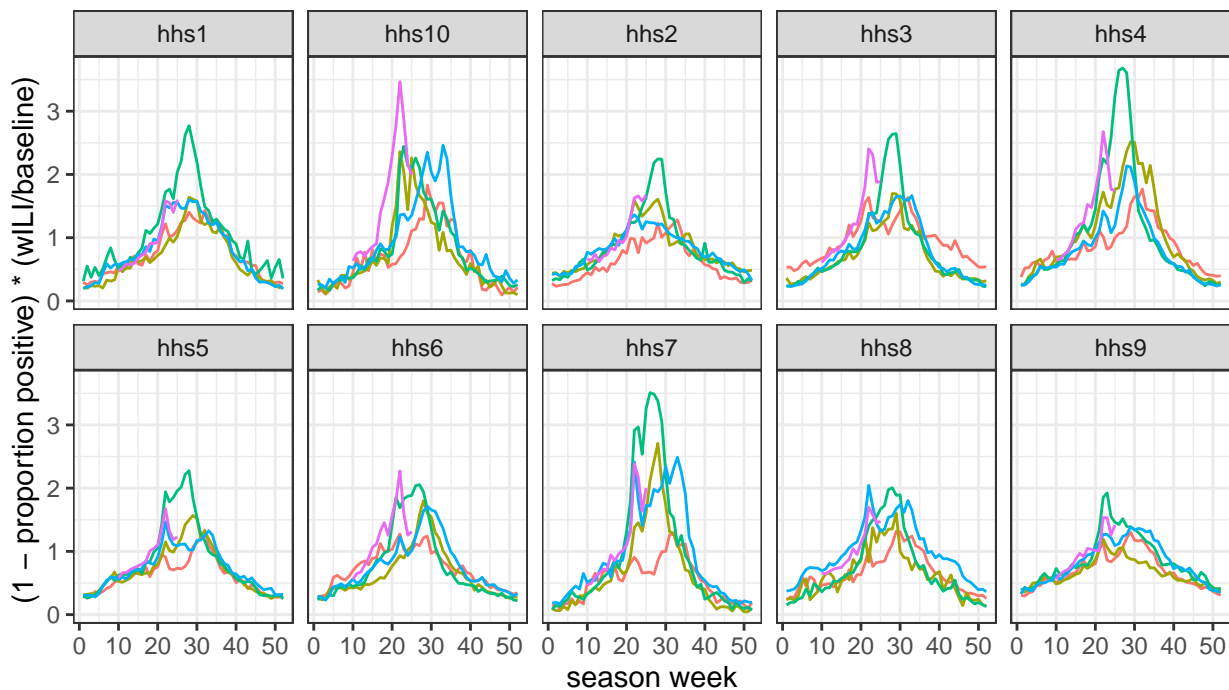 hhs1 hhs10 hhs2 hhs3 hhs4
3
2
1
0
hhs5 hhs6 hhs7 hhs8 hhs9
3
2
1
0
0 10 20 30 40 50 0 10 20 30 40 50 0 10 20 30 40 50 0 10 20 30 40 50 0 10 20 30 40 50
season week
(1 − proportion positive) * (wILI/baseline)